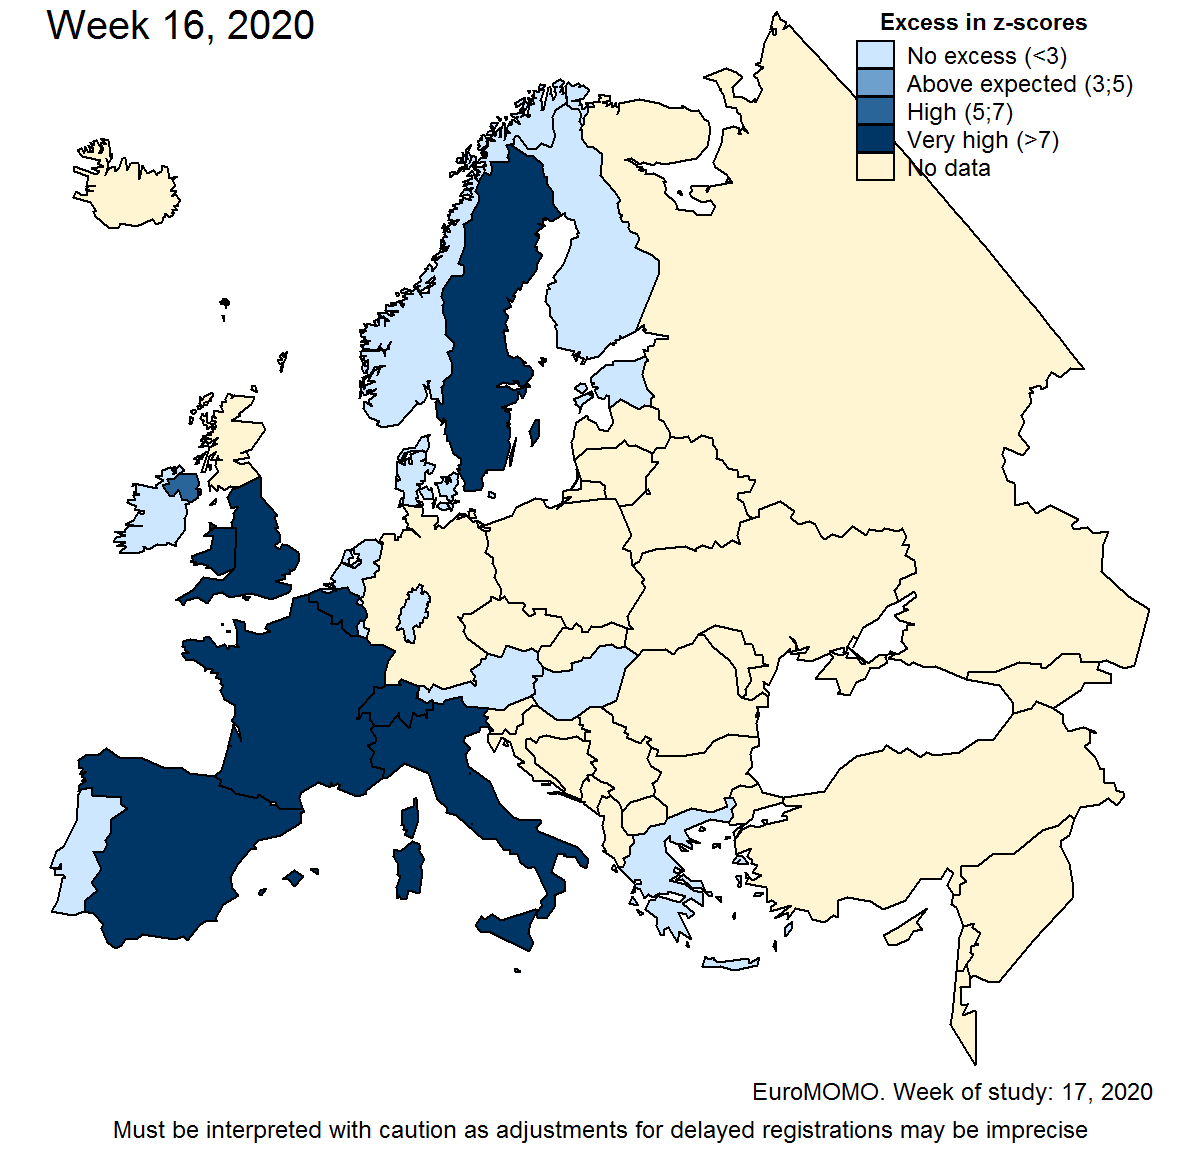 Week 16, 2020
Excess in z-scores
No excess (<3)
Above expected (3;5)
High (5;7)
Very high (>7)
No data
EuroMOMO. Week of study: 17, 2020
Must be interpreted with caution as adjustments for delayed registrations may be imprecise